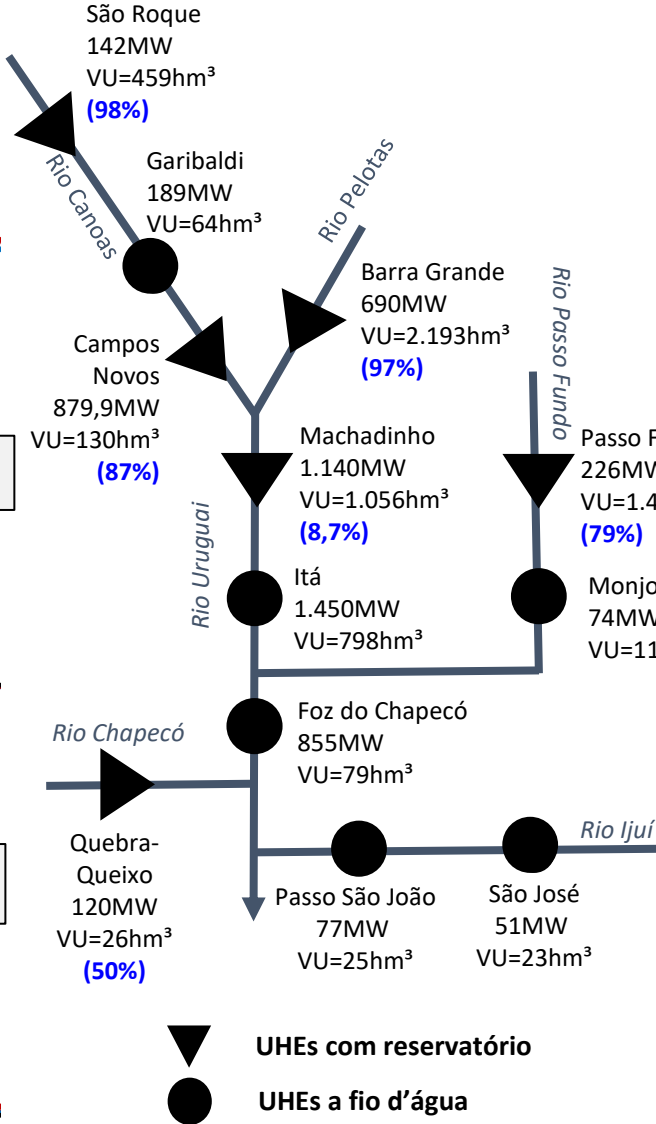 São Roque
142MW
VU=459hm³
(98%)
Rio Canoas
Garibaldi
189MW
VU=64hm³
Rio Pelotas
Barra Grande
690MW
VU=2.193hm³
(97%)
Rio Passo Fundo
Campos
Novos
879,9MW
VU=130hm³
(87%)
Machadinho
1.140MW
VU=1.056hm³
(8,7%)
Passo
226MW
(79%)
Rio Uruguai
Itá
1.450MW
VU=798hm³
74MW
Foz do Chapecó
855MW
VU=79hm³
Rio Chapecó
Quebra-
Queixo
120MW
VU=26hm³
(50%)
Rio Ijuí
Passo São João
77MW
VU=25hm³
São José
51MW
VU=23hm³
UHEs com reservatório
UHEs a fio d'água